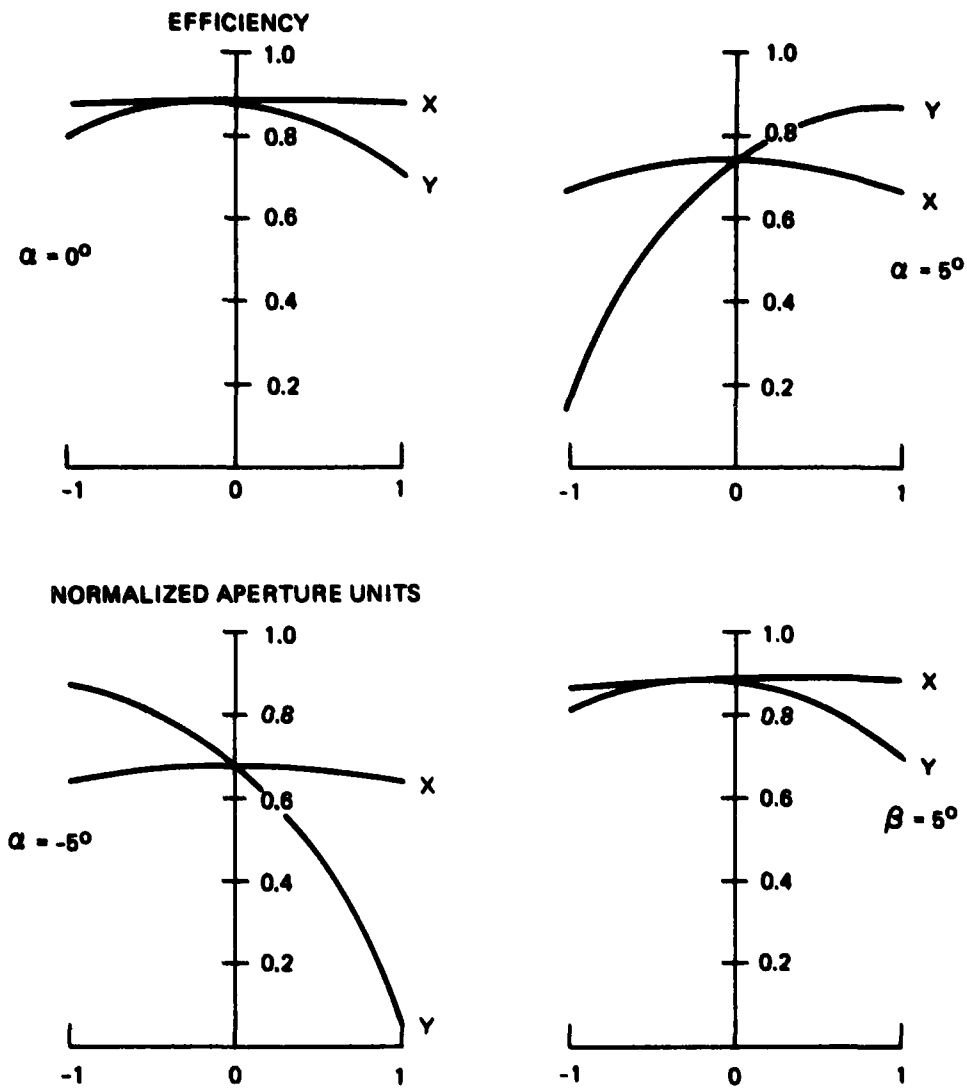 EFFICIENCY
1.0
X
0.8
Y
0.6
α = 0°
0.4
0.2
-1 0 1
1.0
Y
0.8
X
0.6
α = 5°
0.4
0.2
-1 0 1
NORMALIZED APERTURE UNITS
1.0
0.8
X
0.6
α = -5°
0.4
0.2
Y
-1 0 1
1.0
X
0.8
Y
0.6
β = 5°
0.4
0.2
-1 0 1